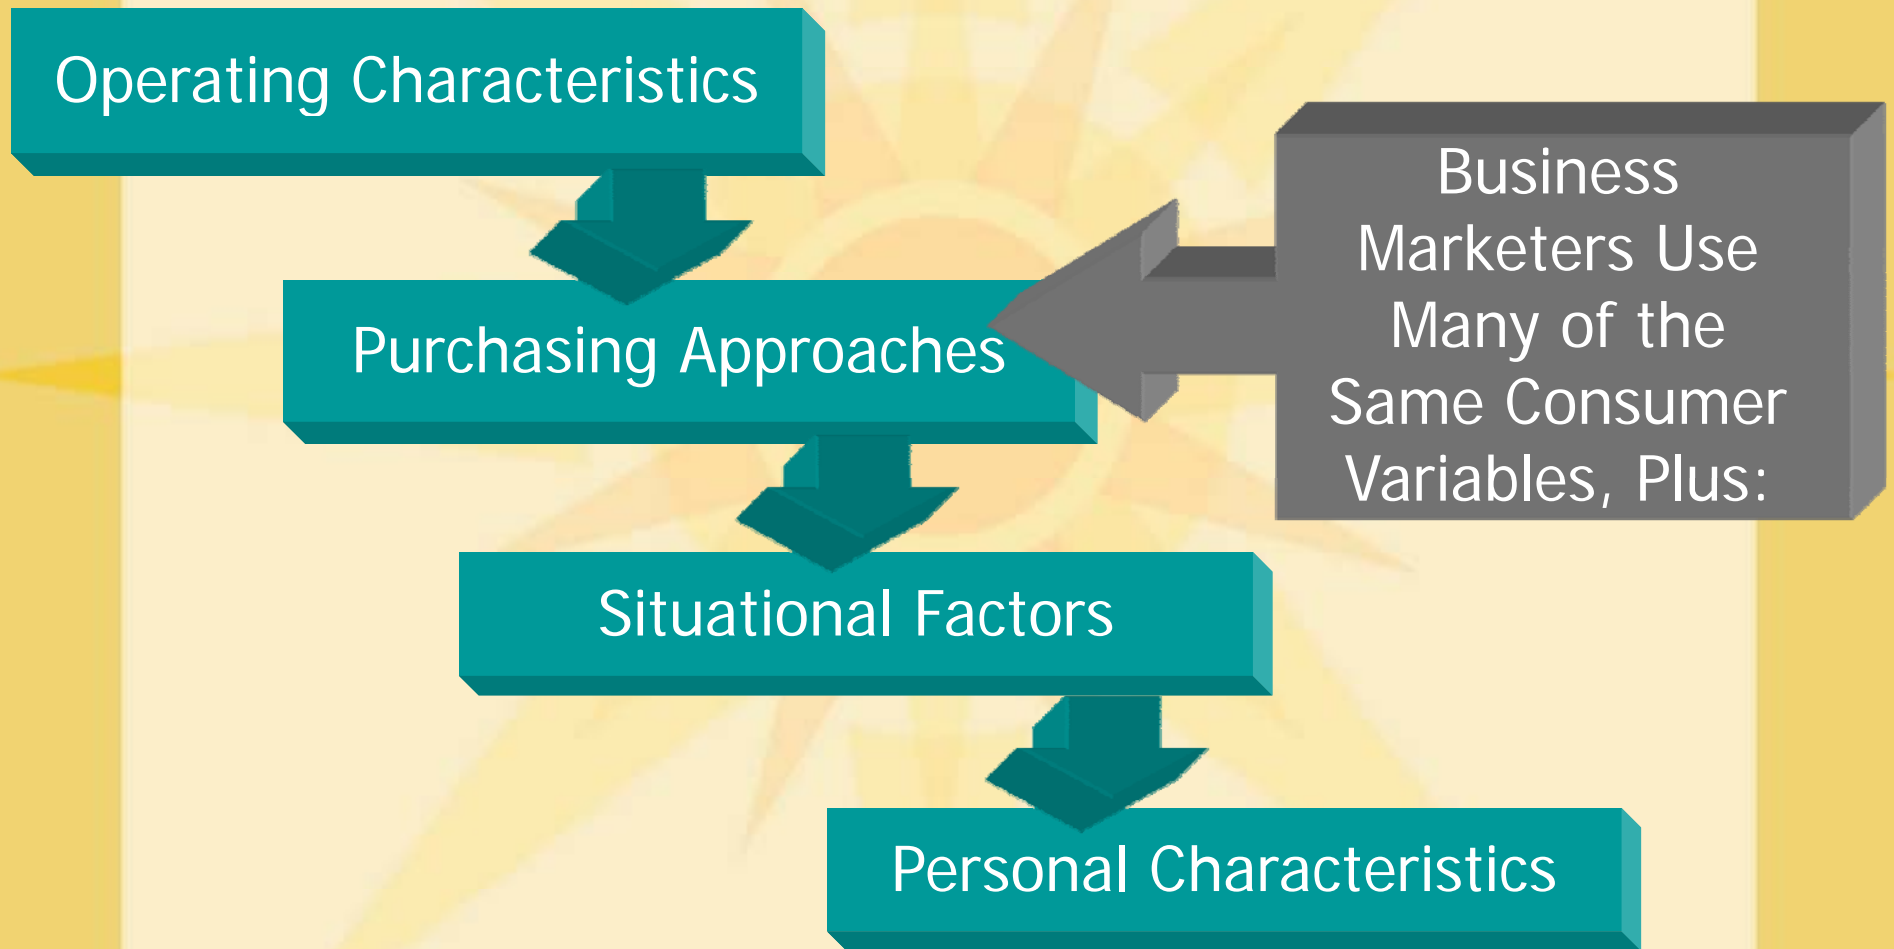 Operating Characteristics
Business
Marketers Use
Many of the
Same Consumer
Variables, Plus:
Purchasing Approaches
Situational Factors
Personal Characteristics